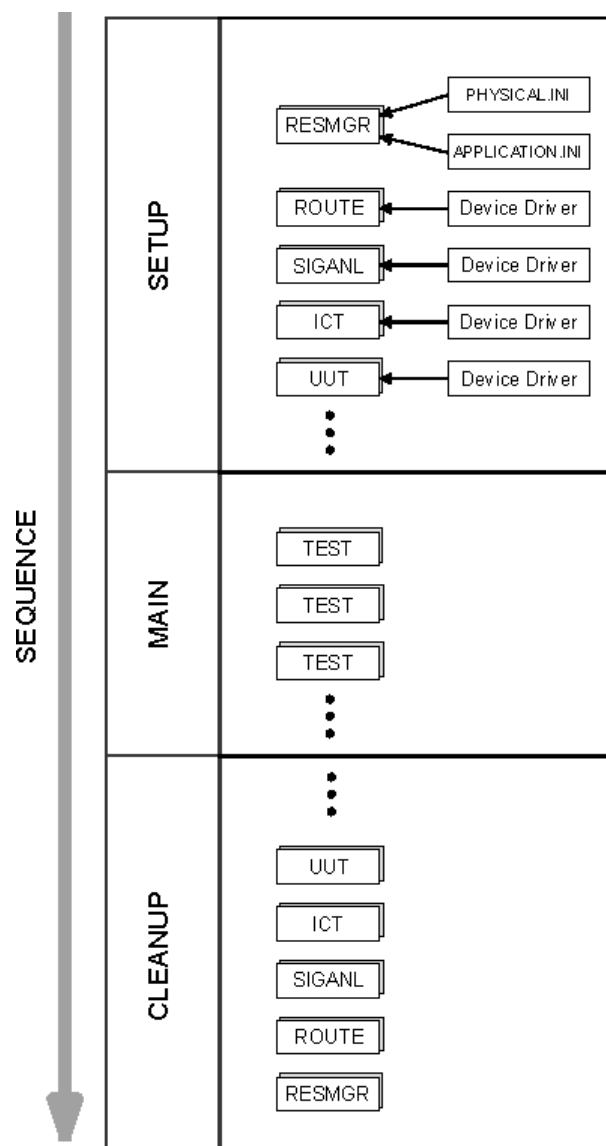 SEQUENCE
SETUP
PHYSICAL.INI
RESMGR
APPLICATION.INI
ROUTE
Device Driver
SIGANL
Device Driver
ICT
Device Driver
UUT
Device Driver
MAIN
TEST
TEST
TEST
CLEANUP
UUT
ICT
SIGANL
ROUTE
RESMGR